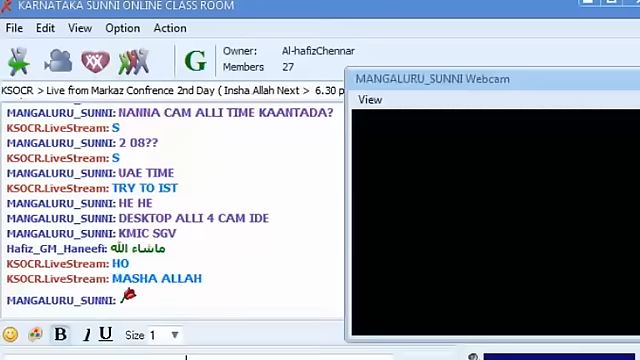 KARNATAKA SUNNI ONLINE CLASS ROOM
File Edit View Option Action
G
Owner: Al-hafizChennar
Members 27
KSOCR > Live from Markaz Confrence 2nd Day ( Insha Allah Next > 6.30 p
MANGALURU_SUNNI Webcam
View
MANGALURU_SUNNI: NANNA CAM ALLI TIME KAANTADA?
KSOCR.LiveStream: S
MANGALURU_SUNNI: 2 08??
KSOCR.LiveStream: S
MANGALURU_SUNNI: UAE TIME
KSOCR.LiveStream: TRY TO IST
MANGALURU_SUNNI: HE HE
MANGALURU_SUNNI: DESKTOP ALLI 4 CAM IDE
MANGALURU_SUNNI: KMIC SGV
Hafiz_GM_Haneefi: ماشاء الله
KSOCR.LiveStream: HO
KSOCR.LiveStream: MASHA ALLAH
MANGALURU_SUNNI:
B I U Size 1